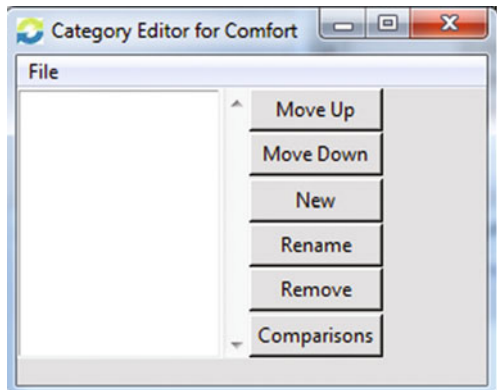 Category Editor for Comfort
File
Move Up
Move Down
New
Rename
Remove
Comparisons